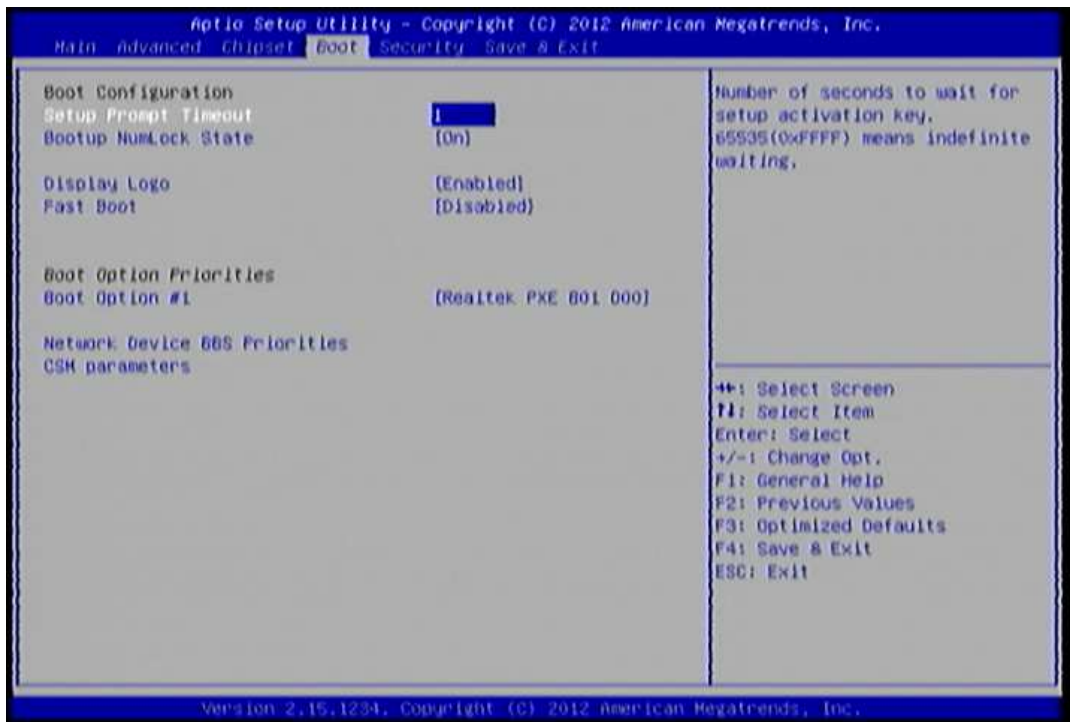 Aptio Setup Utility - Copyright (C) 2012 American Megatrends, Inc.
Main Advanced Chipset Boot Security Save & Exit
Boot Configuration
Setup Prompt Timeout 1
Bootup NumLock State [On]
Display Logo [Enabled]
Fast Boot [Disabled]
Boot Option Priorities
Boot Option #1 [Realtek PXE B01 D00]
Network Device BBS Priorities
CSM parameters
Number of seconds to wait for
setup activation key.
65535(0xFFFF) means indefinite
waiting.
→←: Select Screen
↑↓: Select Item
Enter: Select
+/-: Change Opt.
F1: General Help
F2: Previous Values
F3: Optimized Defaults
F4: Save & Exit
ESC: Exit
Version 2.15.1234. Copyright (C) 2012 American Megatrends, Inc.